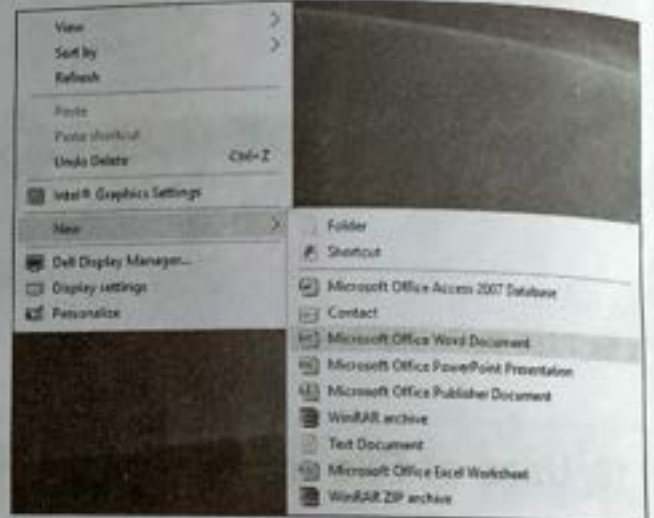 View
Sort by
Refresh
Paste
Paste shortcut
Undo Delete Ctrl+Z
Intel® Graphics Settings
New
Dell Display Manager...
Display settings
Personalize
Folder
Shortcut
Microsoft Office Access 2007 Database
Contact
Microsoft Office Word Document
Microsoft Office PowerPoint Presentation
Microsoft Office Publisher Document
WinRAR archive
Text Document
Microsoft Office Excel Worksheet
WinRAR ZIP archive